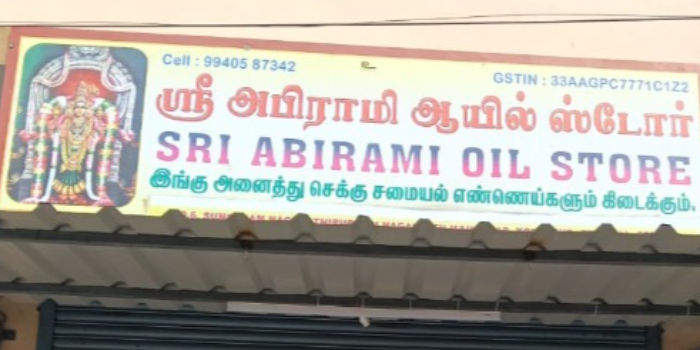 Cell : 99405 87342
GSTIN : 33AAGPC7771C1Z2
ஸ்ரீ அபிராமி ஆயில் ஸ்டோர்
SRI ABIRAMI OIL STORE
இங்கு அனைத்து செக்கு சமையல் எண்ணெய்களும் கிடைக்கும்.